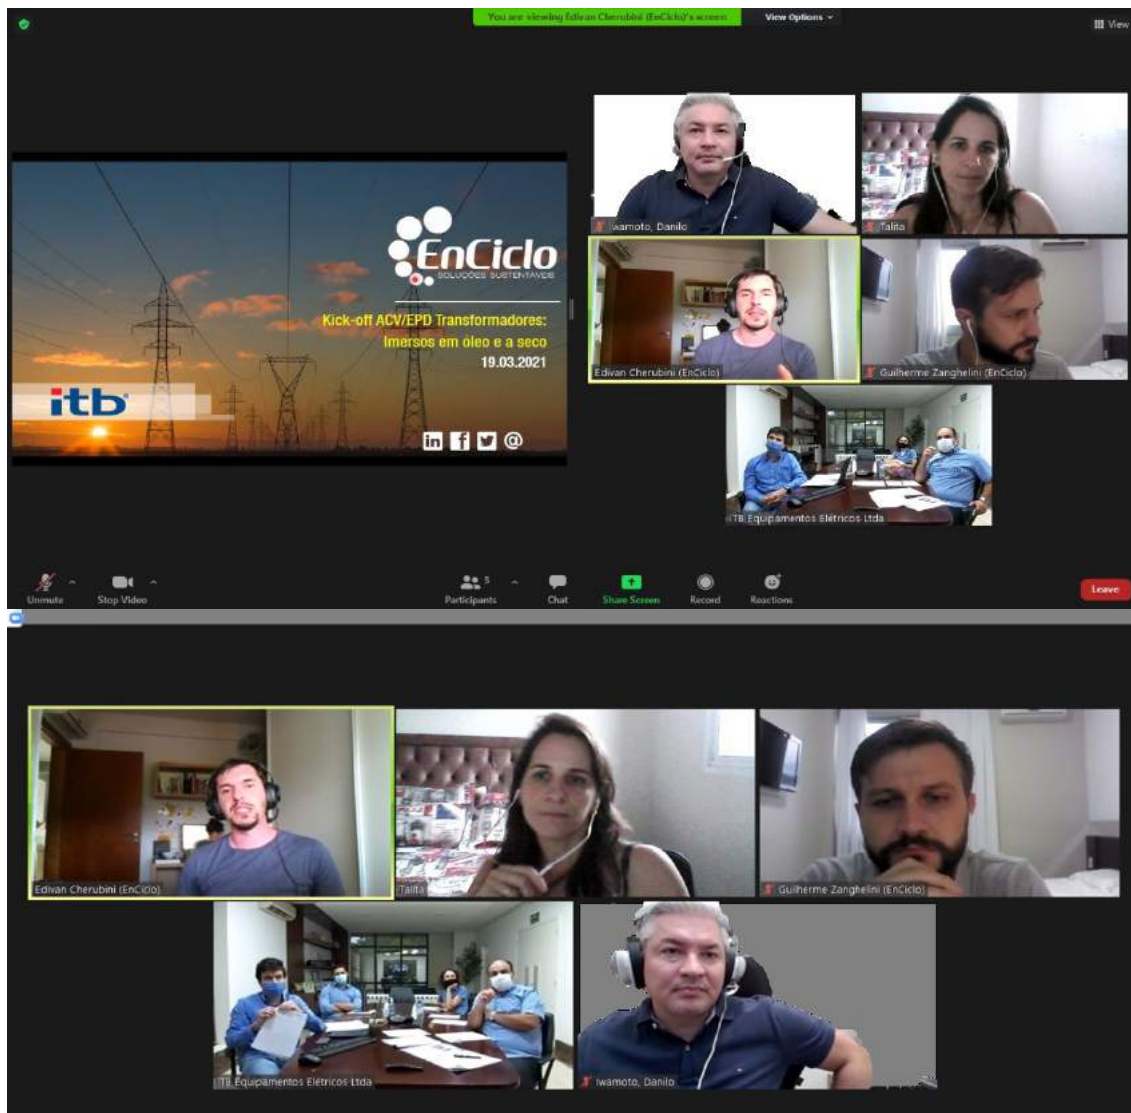 You are viewing Edivan Cherubini (EnCiclo)'s screen
View Options
View
EnCiclo
SOLUÇÕES SUSTENTÁVEIS
Kick-off ACV/EPD Transformadores:
Imersos em óleo e a seco
19.03.2021
itb
in f @
Iwamoto, Danilo
Talita
Edivan Cherubini (EnCiclo)
Guilherme Zanghelini (EnCiclo)
ITB Equipamentos Elétricos Ltda
Unmute
Stop Video
Participants
5
Chat
Share Screen
Record
Reactions
Leave
Edivan Cherubini (EnCiclo)
Talita
Guilherme Zanghelini (EnCiclo)
ITB Equipamentos Elétricos Ltda
Iwamoto, Danilo